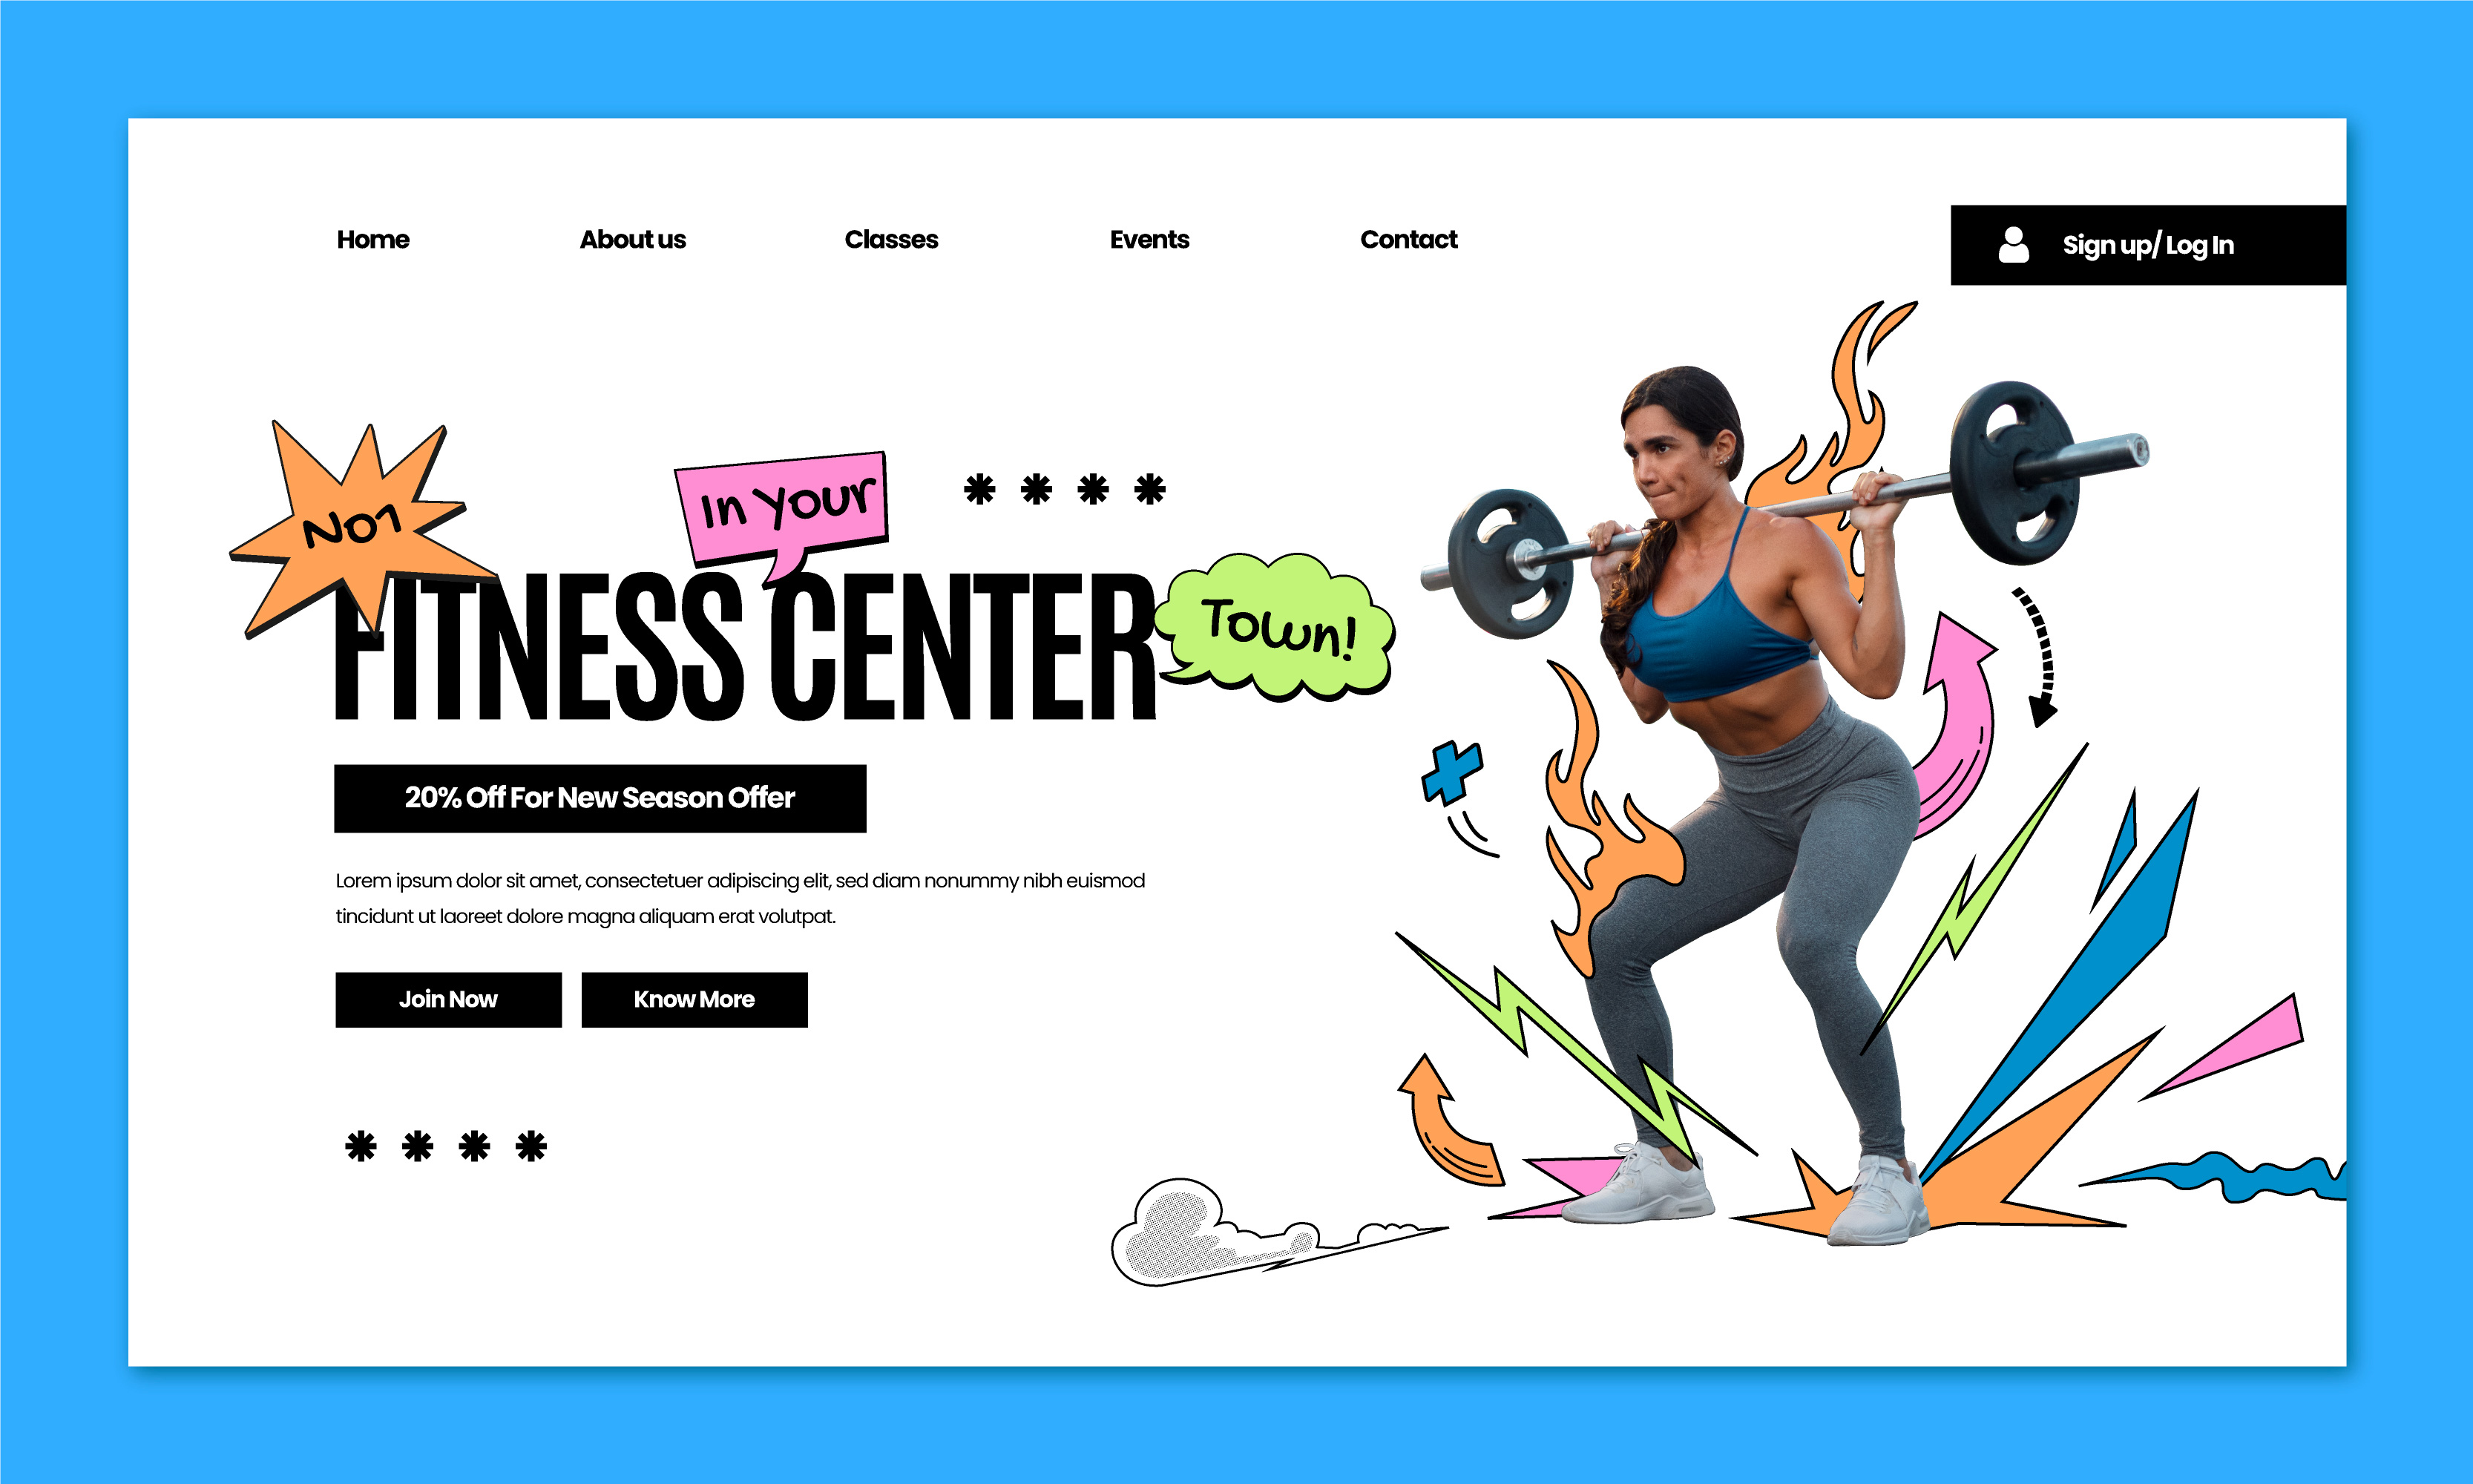 Home
About us
Classes
Events
Contact
Sign up/ Log In
No1
In Your
FITNESS CENTER
Town!
20% Off For New Season Offer
Lorem ipsum dolor sit amet, consectetuer adipiscing elit, sed diam nonummy nibh euismod
tincidunt ut laoreet dolore magna aliquam erat volutpat.
Join Now
Know More